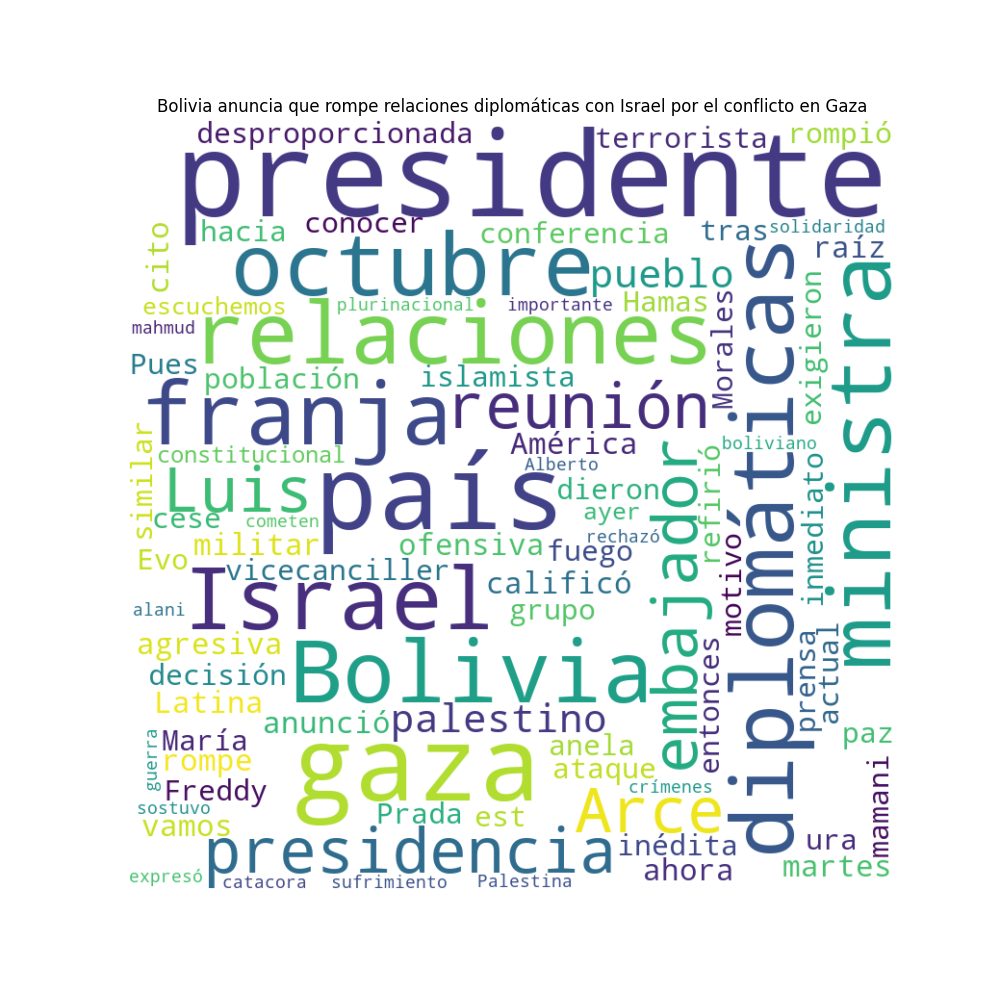 Bolivia anuncia que rompe relaciones diplomáticas con Israel por el conflicto en Gaza
desproporcionada
terrorista
rompió
presidente
conocer
solidaridad
hacia
conferencia
tras
cito
octubre
raíz
pueblo
escuchemos
plurinacional
importante
Hamas
mahmud
relaciones
Morales
diplomáticas
ministra
exigieron
Pues
población
islamista
franja
reunión
América
boliviano
constitucional
similar
Alberto
Luis
país
dieron
embajador
refirió
inmediato
cese
cometen
ayer
rechazó
militar
ofensiva
fuego
motivó
Evo
vicecanciller
calificó
alani
Israel
grupo
agresiva
decisión
Bolivia
entonces
prensa
actual
Latina
anunció
palestino
María
guerra
rompe
gaza
anela
ataque
paz
Freddy
crímenes
mamani
sostuvo
Prada
est
Arce
vamos
presidencia
inédita
ura
ahora
martes
expresó
catacora
sufrimiento
Palestina